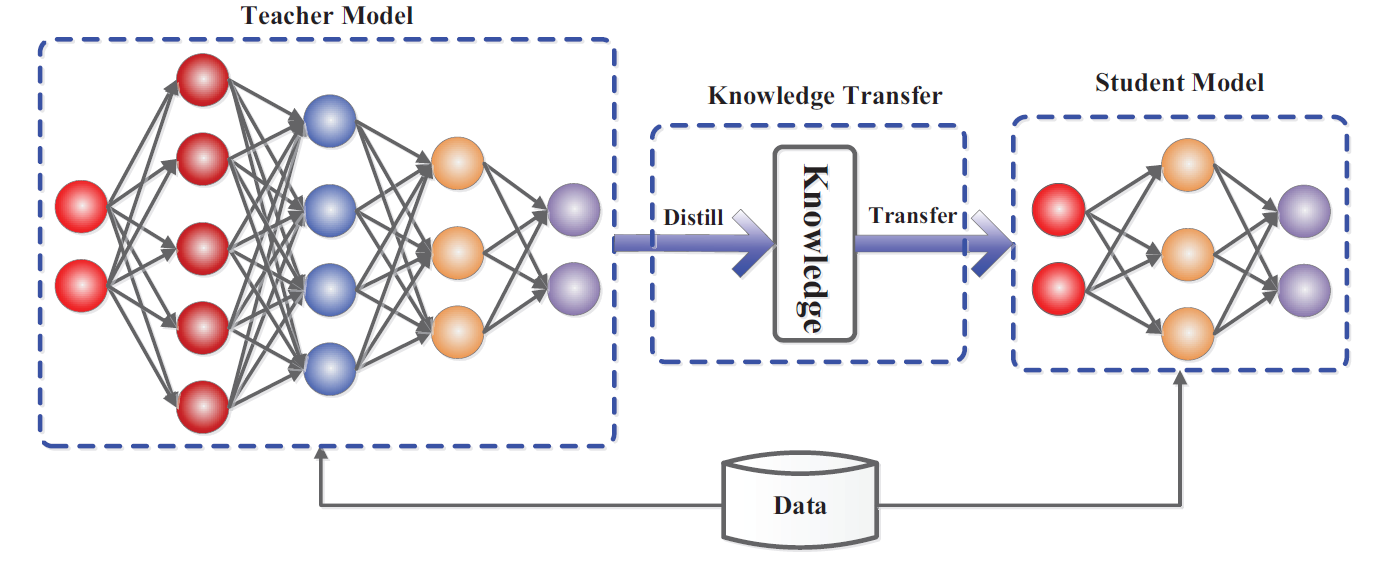 Teacher Model
Knowledge Transfer
Student Model
Distill
Knowledge
Transfer
Data